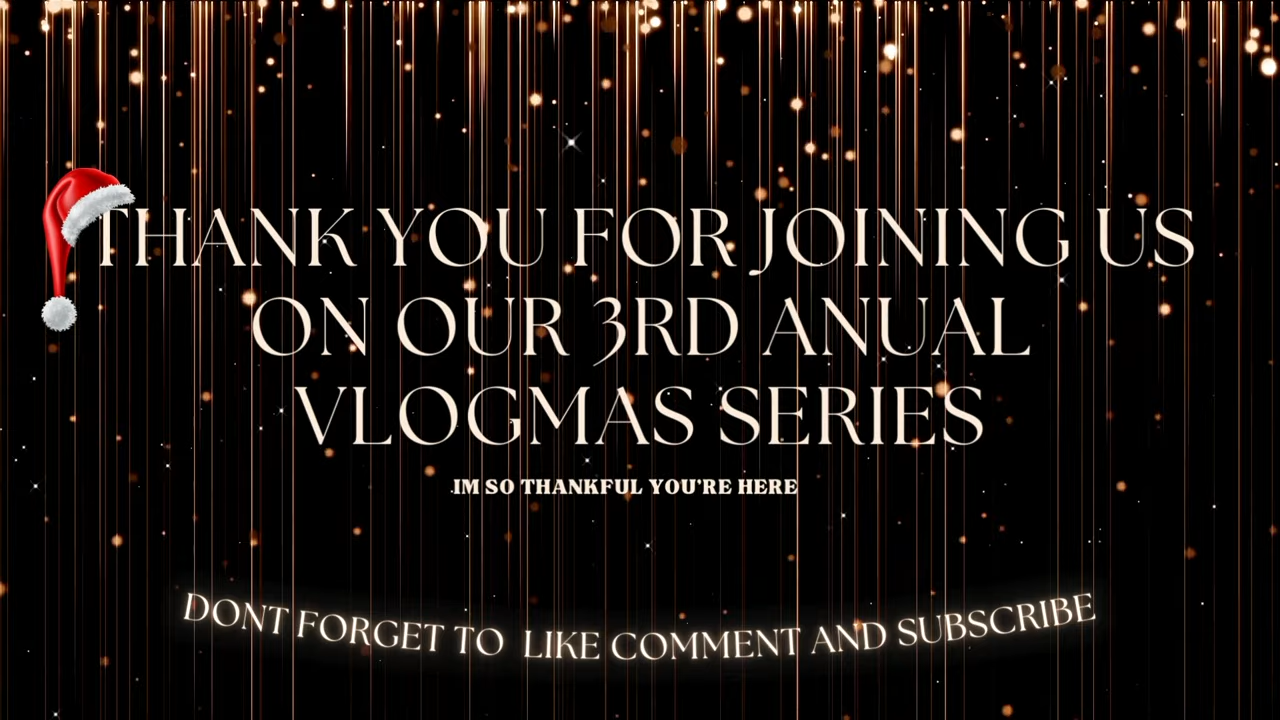 THANK YOU FOR JOINING US
ON OUR 3RD ANUAL
VLOGMAS SERIES
IM SO THANKFUL YOU'RE HERE
DONT FORGET TO LIKE COMMENT AND SUBSCRIBE